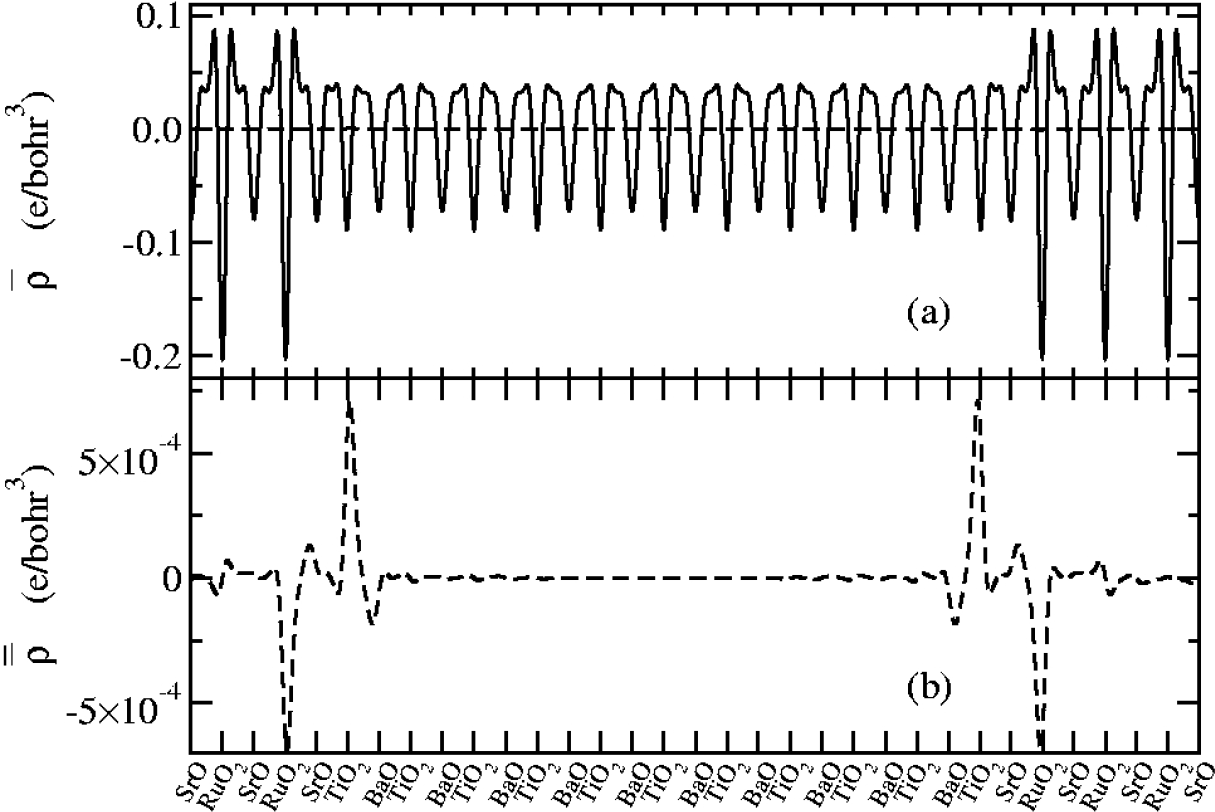 0.1
0.0
-0.1
-0.2
ρ (e/bohr³)
(a)
5×10⁻⁴
0
-5×10⁻⁴
ρ (e/bohr³)
(b)
SrO RuO₂ SrO RuO₂ SrO TiO₂ BaO TiO₂ BaO TiO₂ BaO TiO₂ BaO TiO₂ BaO TiO₂ BaO TiO₂ BaO TiO₂ BaO TiO₂ BaO TiO₂ BaO TiO₂ SrO RuO₂ SrO RuO₂ SrO RuO₂ SrO